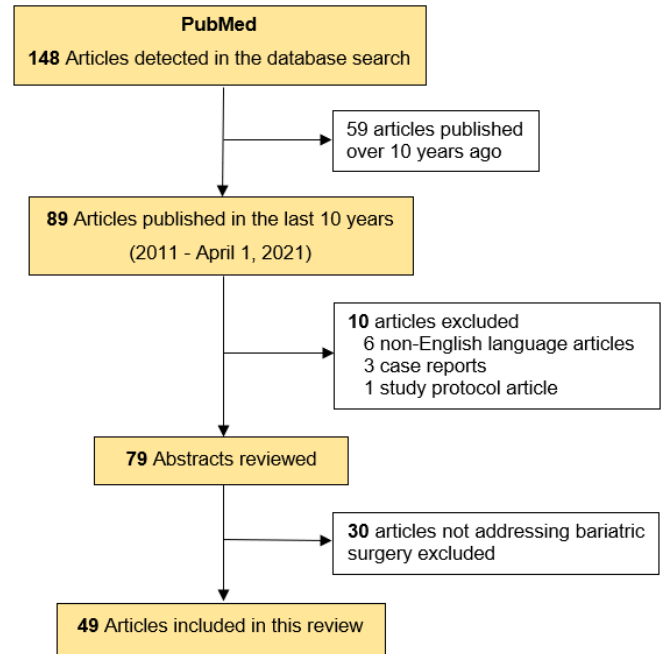 PubMed
148 Articles detected in the database search
59 articles published
over 10 years ago
89 Articles published in the last 10 years
(2011 - April 1, 2021)
10 articles excluded
6 non-English language articles
3 case reports
1 study protocol article
79 Abstracts reviewed
30 articles not addressing bariatric
surgery excluded
49 Articles included in this review